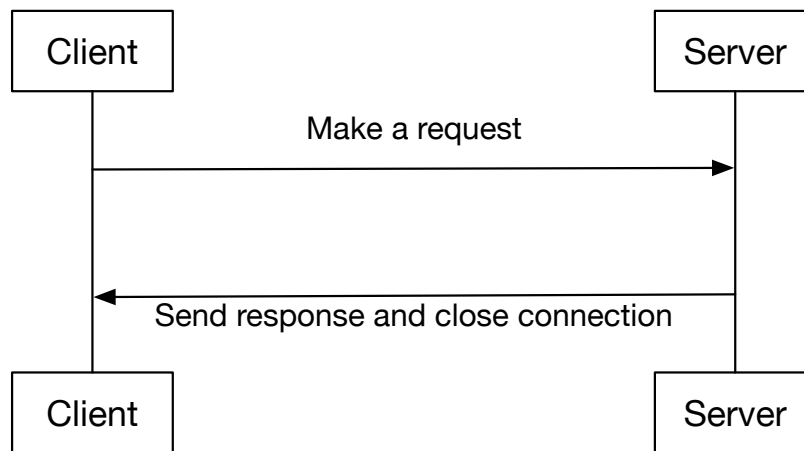 Client
Server
Make a request
Send response and close connection
Client
Server